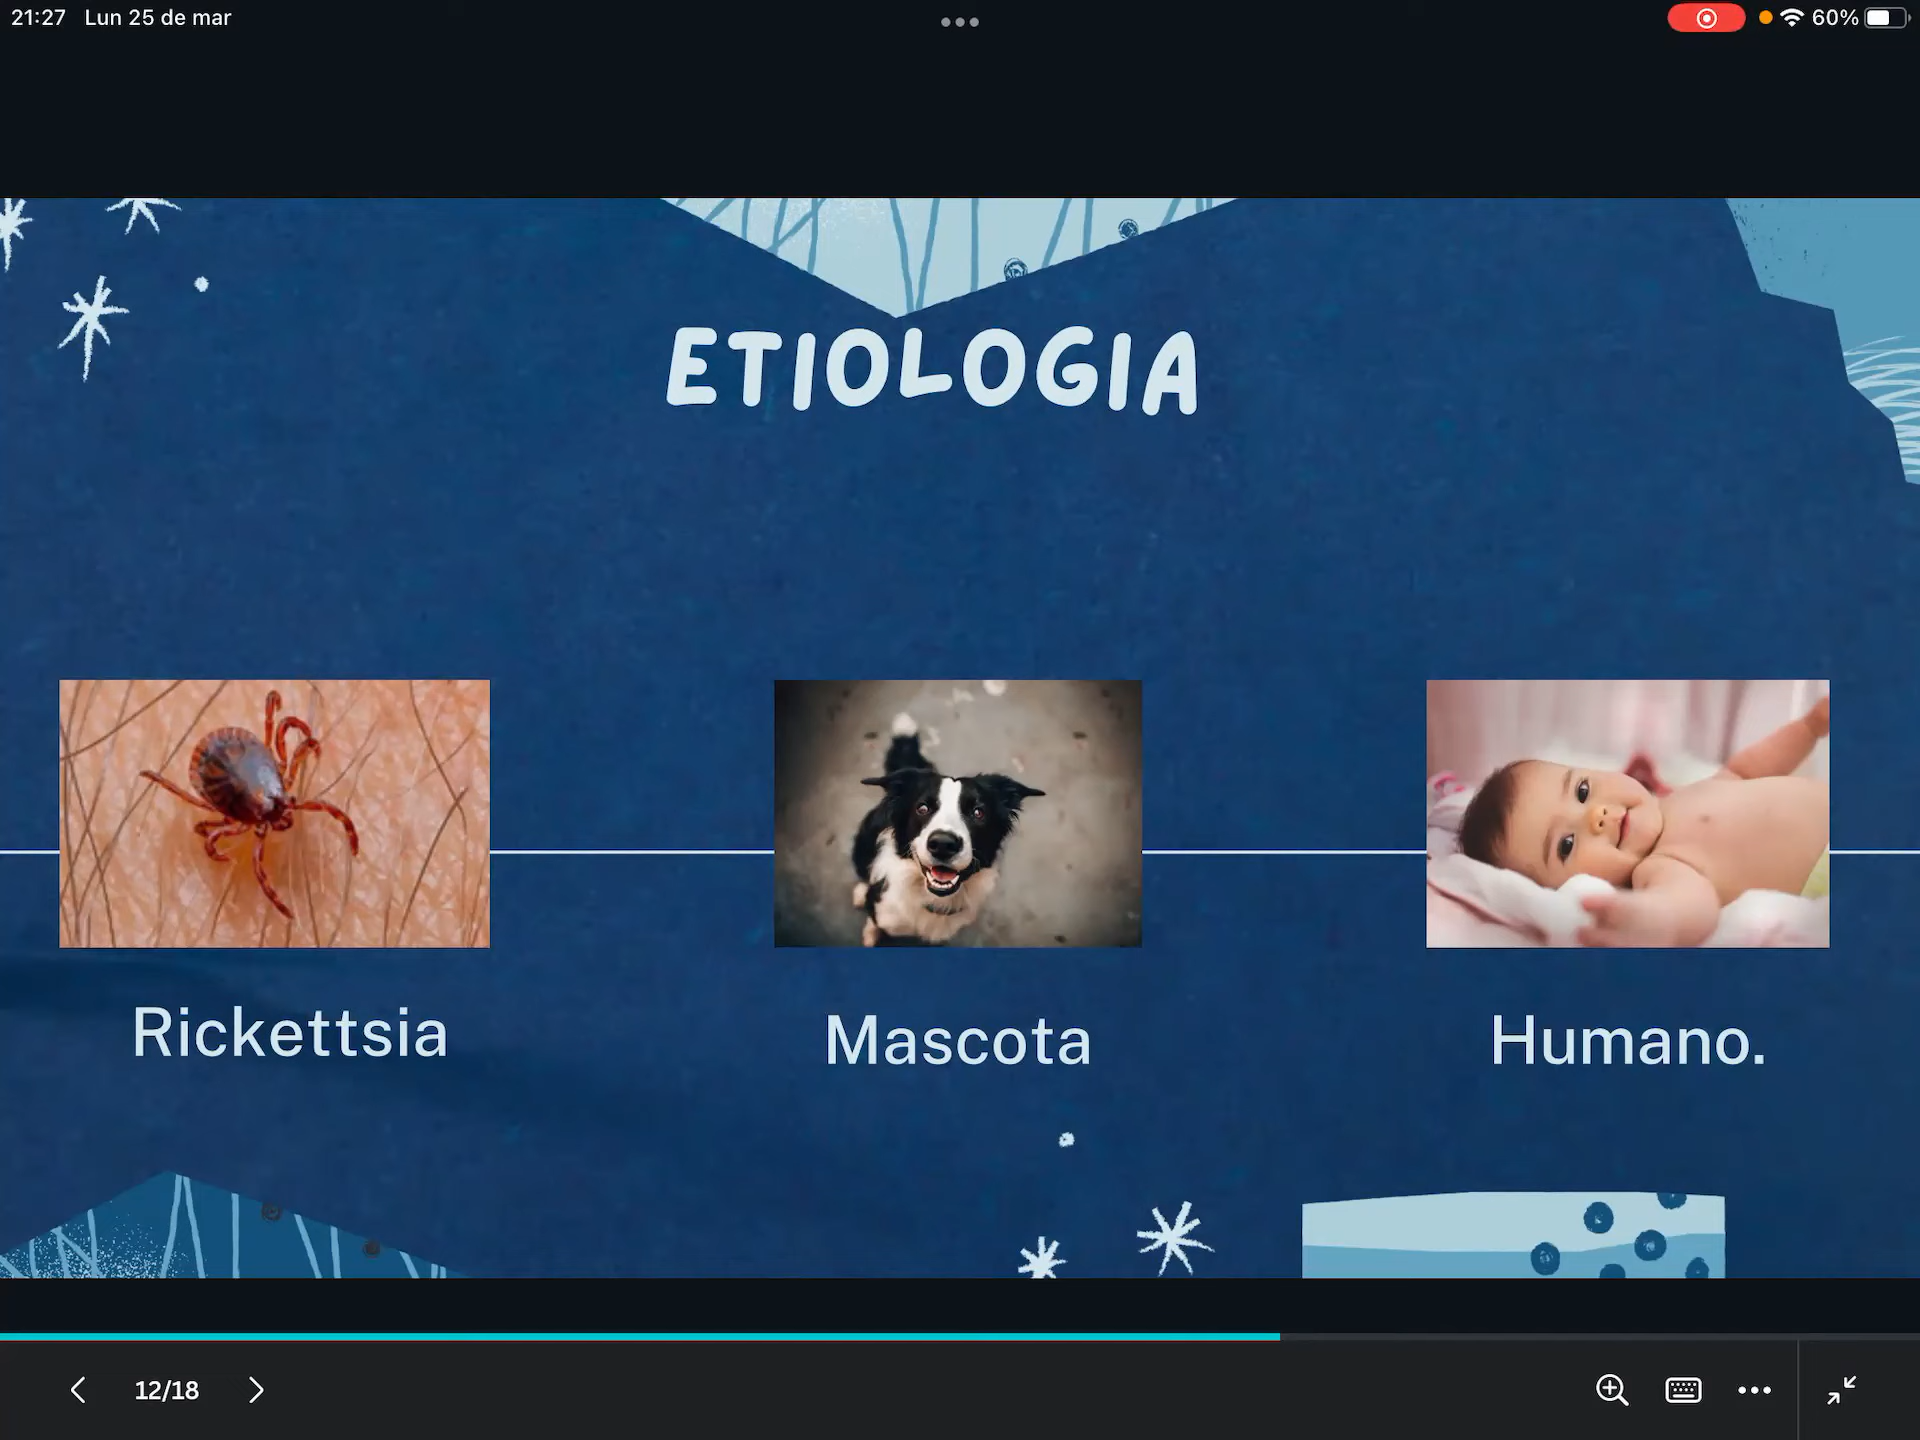 21:27 Lun 25 de mar
60%
ETIOLOGIA
Rickettsia
Mascota
Humano.
12/18